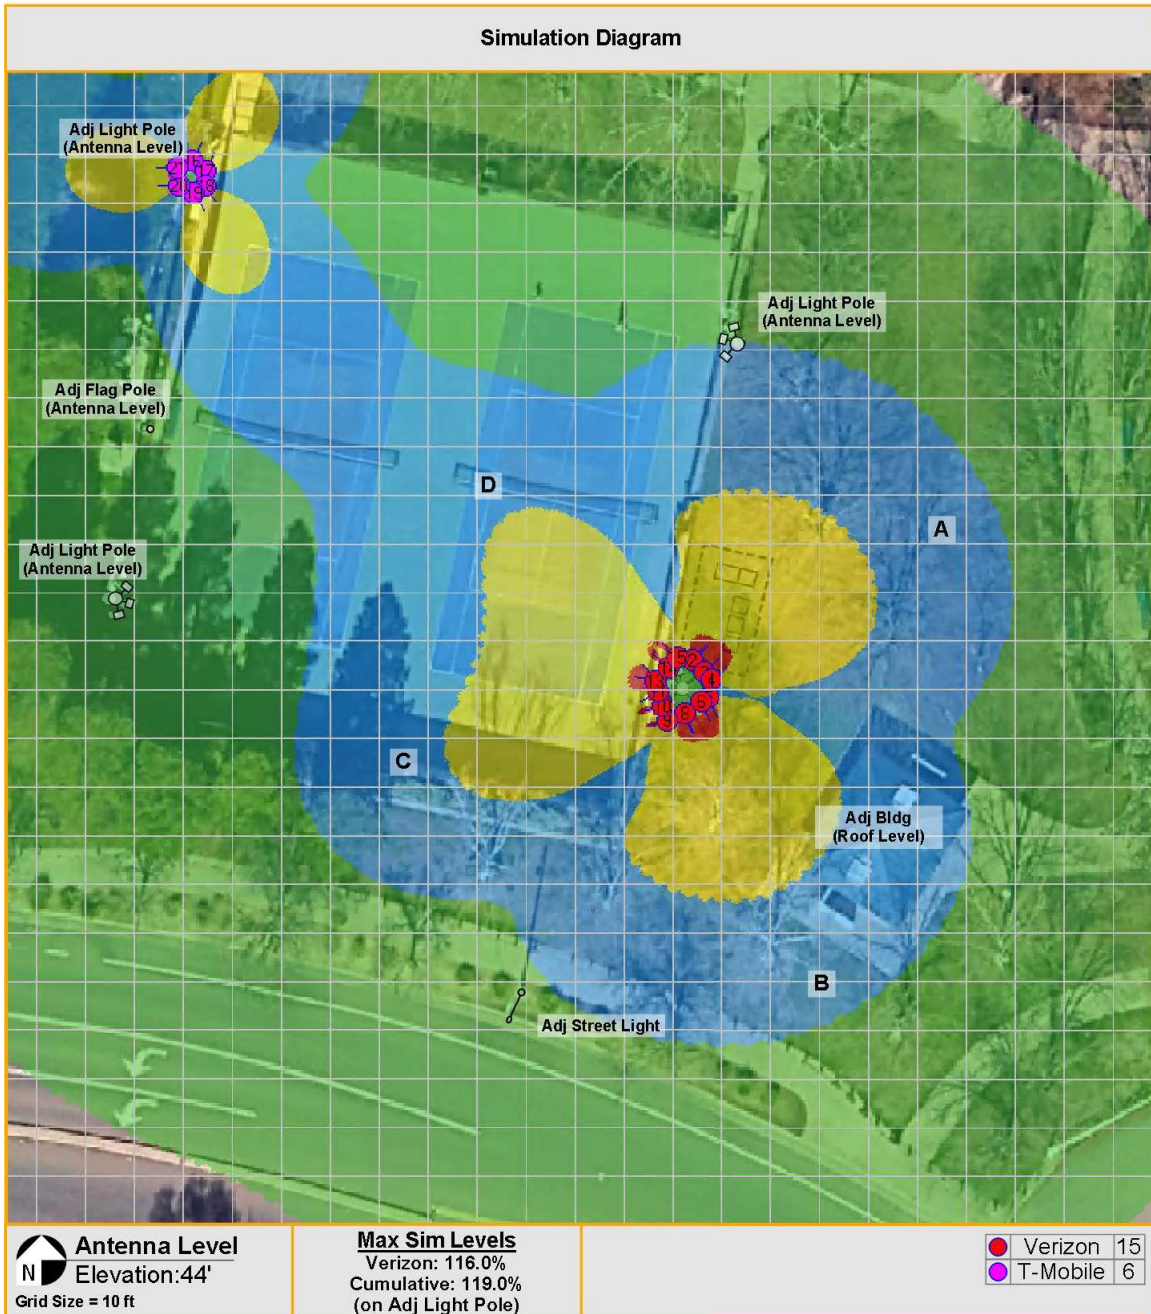 Simulation Diagram
Adj Light Pole
(Antenna Level)
Adj Light Pole
(Antenna Level)
Adj Flag Pole
(Antenna Level)
D
A
Adj Light Pole
(Antenna Level)
C
Adj Bldg
(Roof Level)
B
Adj Street Light
N
Antenna Level
Elevation:44'
Grid Size = 10 ft
Max Sim Levels
Verizon: 116.0%
Cumulative: 119.0%
(on Adj Light Pole)
Verizon 15
T-Mobile 6